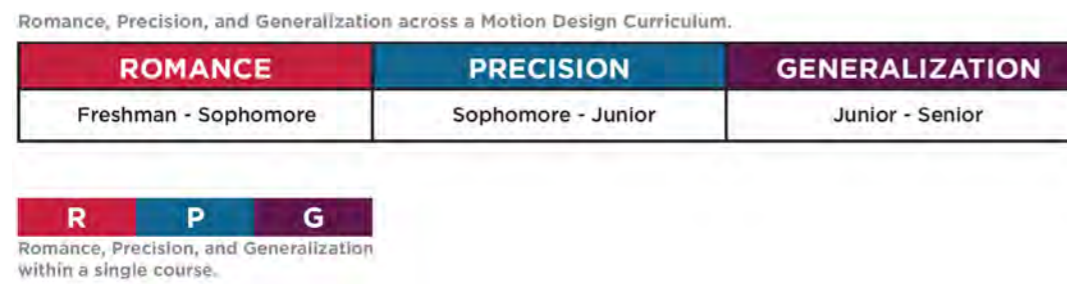 Romance, Precision, and Generalization across a Motion Design Curriculum.
ROMANCE PRECISION GENERALIZATION
Freshman - Sophomore Sophomore - Junior Junior - Senior
R P G
Romance, Precision, and Generalization
within a single course.